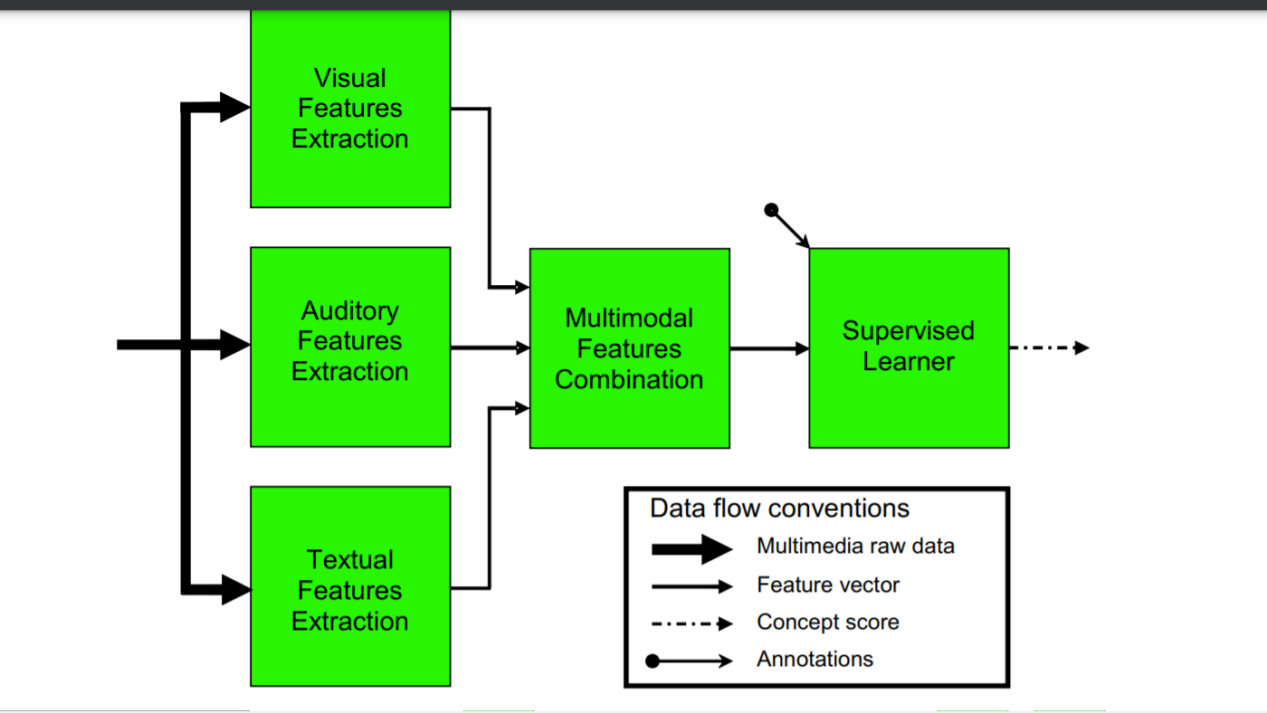 Visual
Features
Extraction
Auditory
Features
Extraction
Textual
Features
Extraction
Multimodal
Features
Combination
Supervised
Learner
Data flow conventions
Multimedia raw data
Feature vector
Concept score
Annotations